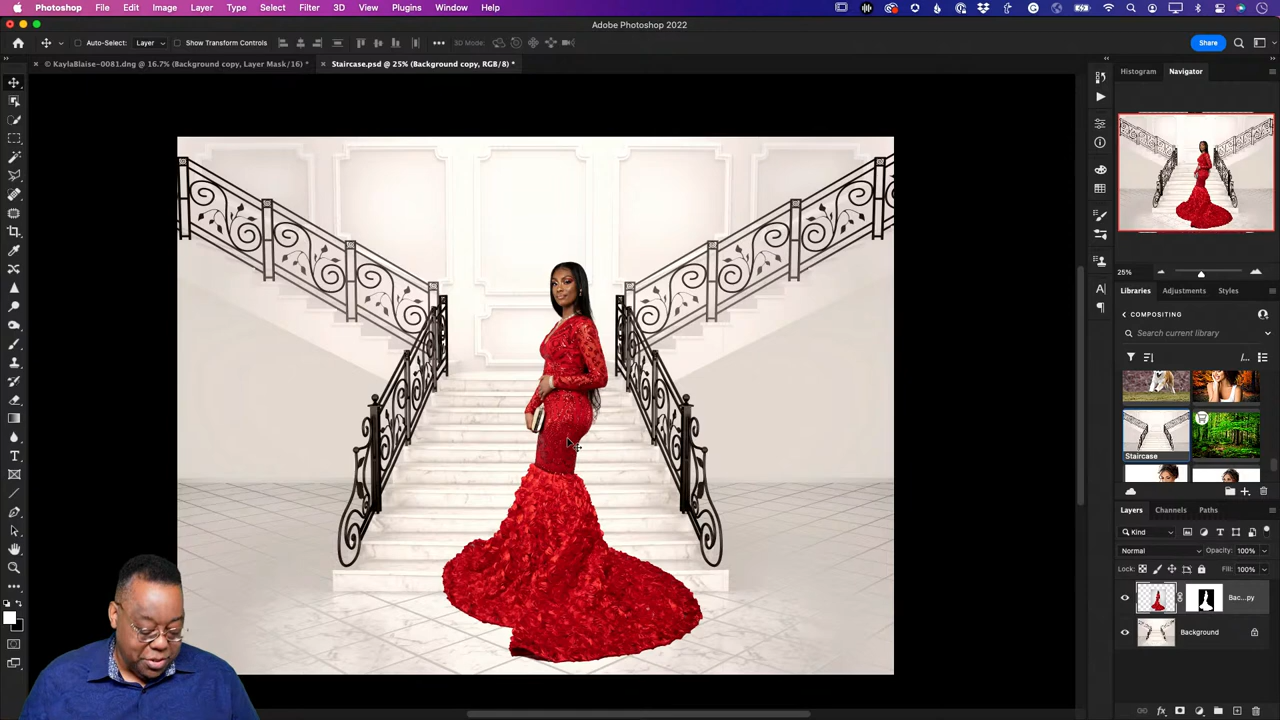 Photoshop File Edit Image Layer Type Select Filter 3D View Plugins Window Help
Adobe Photoshop 2022
Auto-Select: Layer Show Transform Controls 3D Mode: Share
© KaylaBlaise-0081.dng @ 16.7% (Background copy, Layer Mask/16) *
Staircase.psd @ 25% (Background copy, RGB/8) *
Histogram Navigator
25%
Libraries Adjustments Styles
COMPOSITING
Search current library
Staircase
Layers Channels Paths
Kind
Normal Opacity: 100%
Lock: Fill: 100%
Bac...py
Background